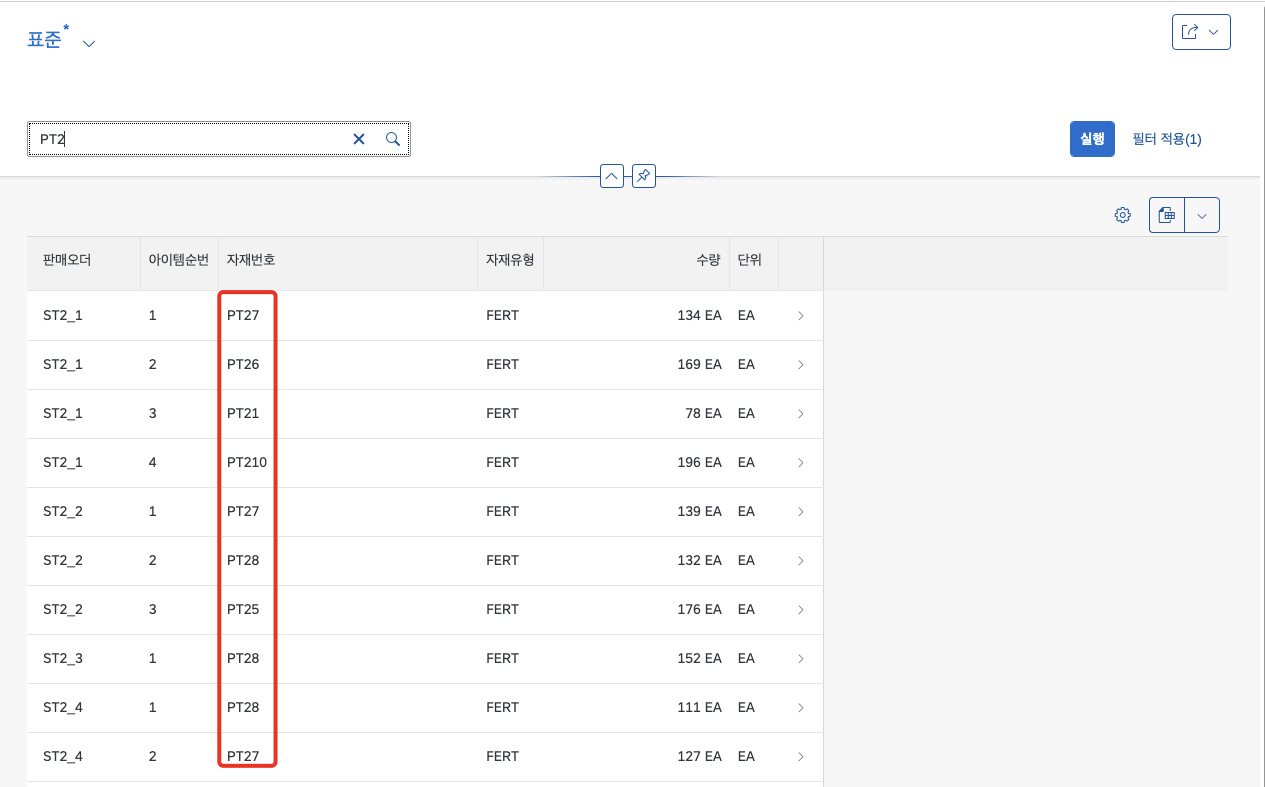 표준*
PT2
실행 필터 적용(1)
판매오더 아이템순번 자재번호 자재유형 수량 단위
ST2_1 1 PT27 FERT 134 EA EA
ST2_1 2 PT26 FERT 169 EA EA
ST2_1 3 PT21 FERT 78 EA EA
ST2_1 4 PT210 FERT 196 EA EA
ST2_2 1 PT27 FERT 139 EA EA
ST2_2 2 PT28 FERT 132 EA EA
ST2_2 3 PT25 FERT 176 EA EA
ST2_3 1 PT28 FERT 152 EA EA
ST2_4 1 PT28 FERT 111 EA EA
ST2_4 2 PT27 FERT 127 EA EA